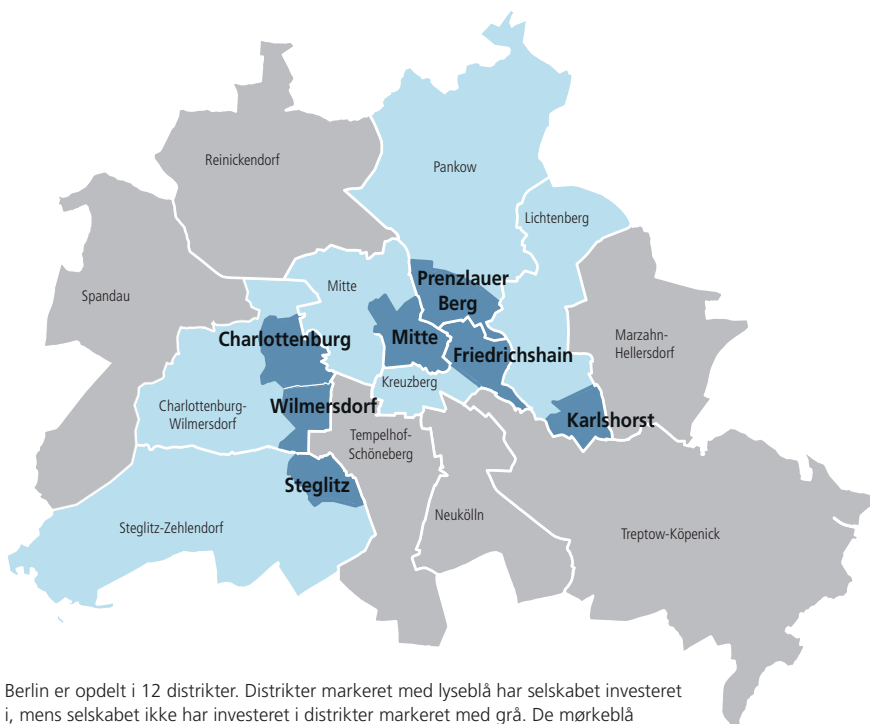 Reinickendorf
Pankow
Lichtenberg
Spandau
Mitte
Prenzlauer
Berg
Marzahn-
Hellersdorf
Charlottenburg
Mitte
Friedrichshain
Kreuzberg
Charlottenburg-
Wilmersdorf
Wilmersdorf
Karlshorst
Tempelhof-
Schöneberg
Steglitz
Neukölln
Steglitz-Zehlendorf
Treptow-Köpenick
Berlin er opdelt i 12 distrikter. Distrikter markeret med lyseblå har selskabet investeret
i, mens selskabet ikke har investeret i distrikter markeret med grå. De mørkeblå